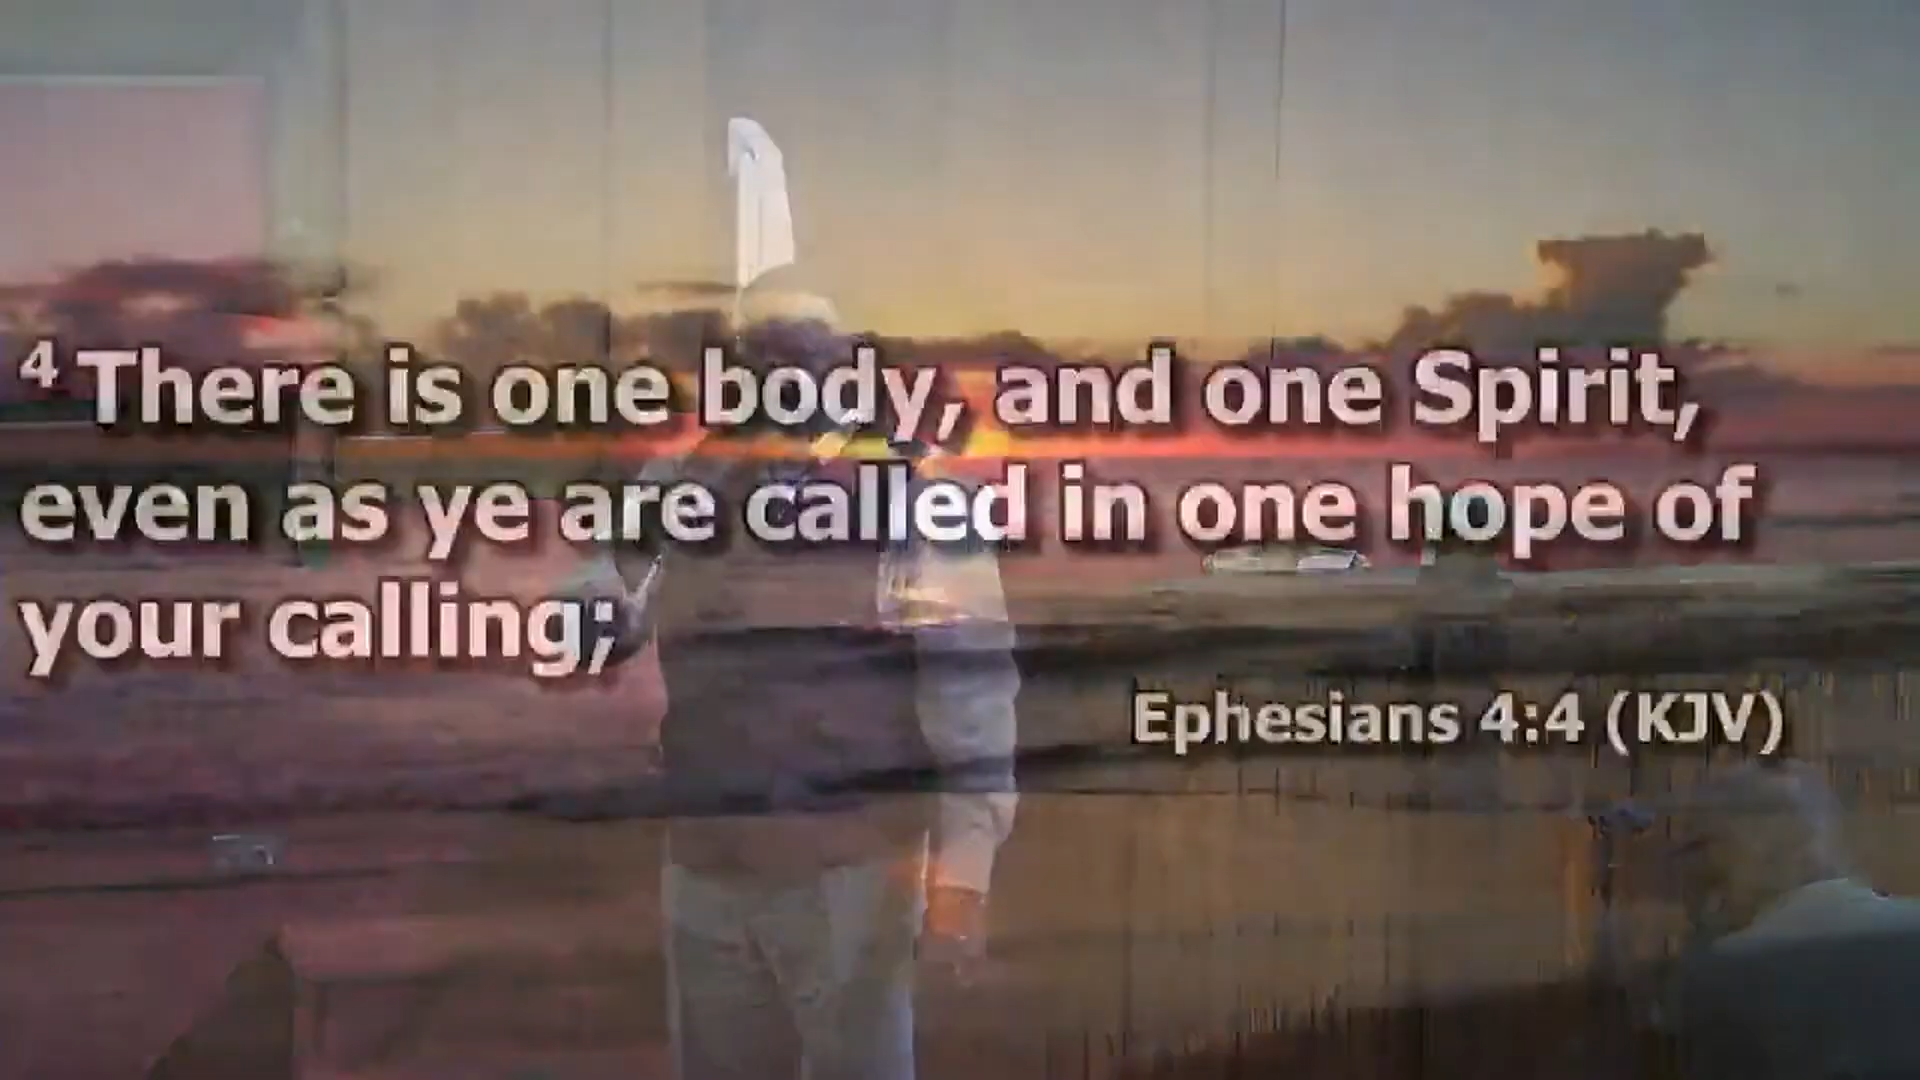 4 There is one body, and one Spirit,
even as ye are called in one hope of
your calling;
Ephesians 4:4 (KJV)